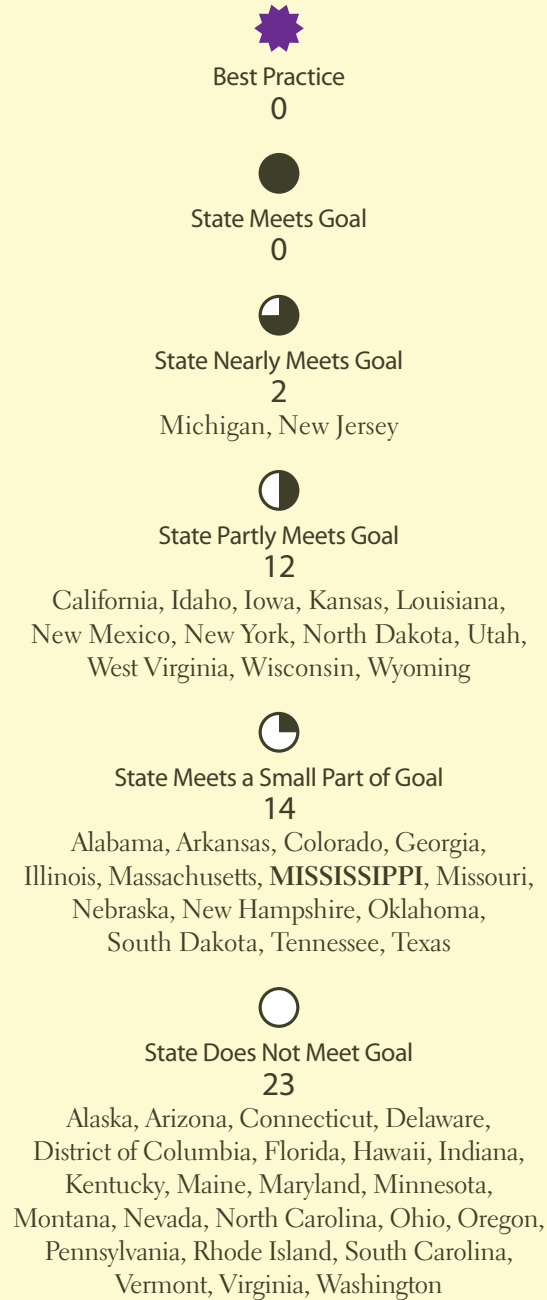 Best Practice
0
State Meets Goal
0
State Nearly Meets Goal
2
Michigan, New Jersey
State Partly Meets Goal
12
California, Idaho, Iowa, Kansas, Louisiana,
New Mexico, New York, North Dakota, Utah,
West Virginia, Wisconsin, Wyoming
State Meets a Small Part of Goal
14
Alabama, Arkansas, Colorado, Georgia,
Illinois, Massachusetts, MISSISSIPPI, Missouri,
Nebraska, New Hampshire, Oklahoma,
South Dakota, Tennessee, Texas
State Does Not Meet Goal
23
Alaska, Arizona, Connecticut, Delaware,
District of Columbia, Florida, Hawaii, Indiana,
Kentucky, Maine, Maryland, Minnesota,
Montana, Nevada, North Carolina, Ohio, Oregon,
Pennsylvania, Rhode Island, South Carolina,
Vermont, Virginia, Washington